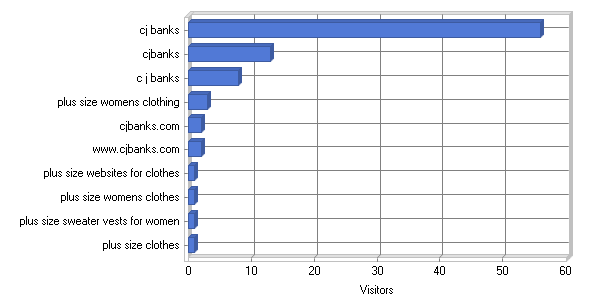 cj banks
cjbanks
c j banks
plus size womens clothing
cjbanks.com
www.cjbanks.com
plus size websites for clothes
plus size womens clothes
plus size sweater vests for women
plus size clothes
0 10 20 30 40 50 60
Visitors